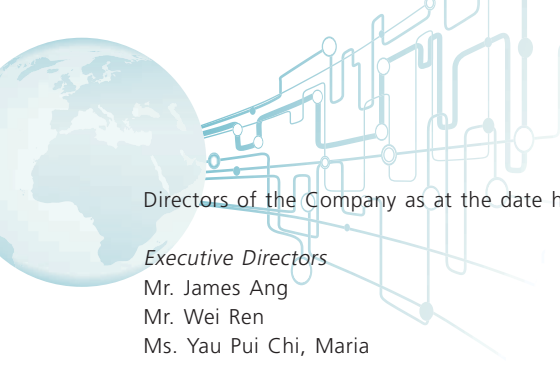 Directors of the Company as at the date
Executive Directors
Mr. James Ang
Mr. Wei Ren
Ms. Yau Pui Chi, Maria